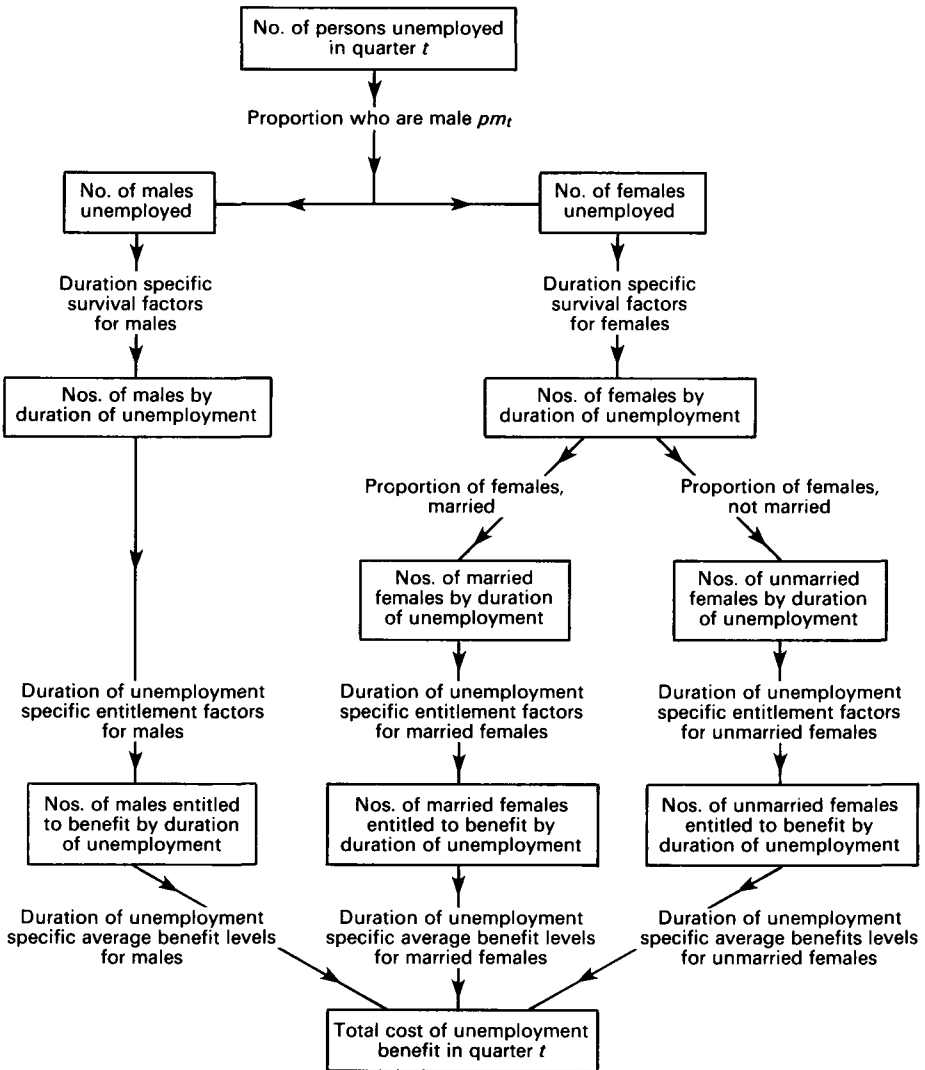 No. of persons unemployed
in quarter t
Proportion who are male pmt
No. of males
unemployed
No. of females
unemployed
Duration specific
survival factors
for males
Duration specific
survival factors
for females
Nos. of males by
duration of unemployment
Nos. of females by
duration of unemployment
Proportion of females,
married
Proportion of females,
not married
Nos. of married
females by duration
of unemployment
Nos. of unmarried
females by duration
of unemployment
Duration of unemployment
specific entitlement factors
for males
Duration of unemployment
specific entitlement factors
for married females
Duration of unemployment
specific entitlement factors
for unmarried females
Nos. of males entitled
to benefit by duration
of unemployment
Nos. of married females
entitled to benefit by
duration of unemployment
Nos. of unmarried females
entitled to benefit by
duration of unemployment
Duration of unemployment
specific average benefit levels
for males
Duration of unemployment
specific average benefit levels
for married females
Duration of unemployment
specific average benefits levels
for unmarried females
Total cost of unemployment
benefit in quarter t